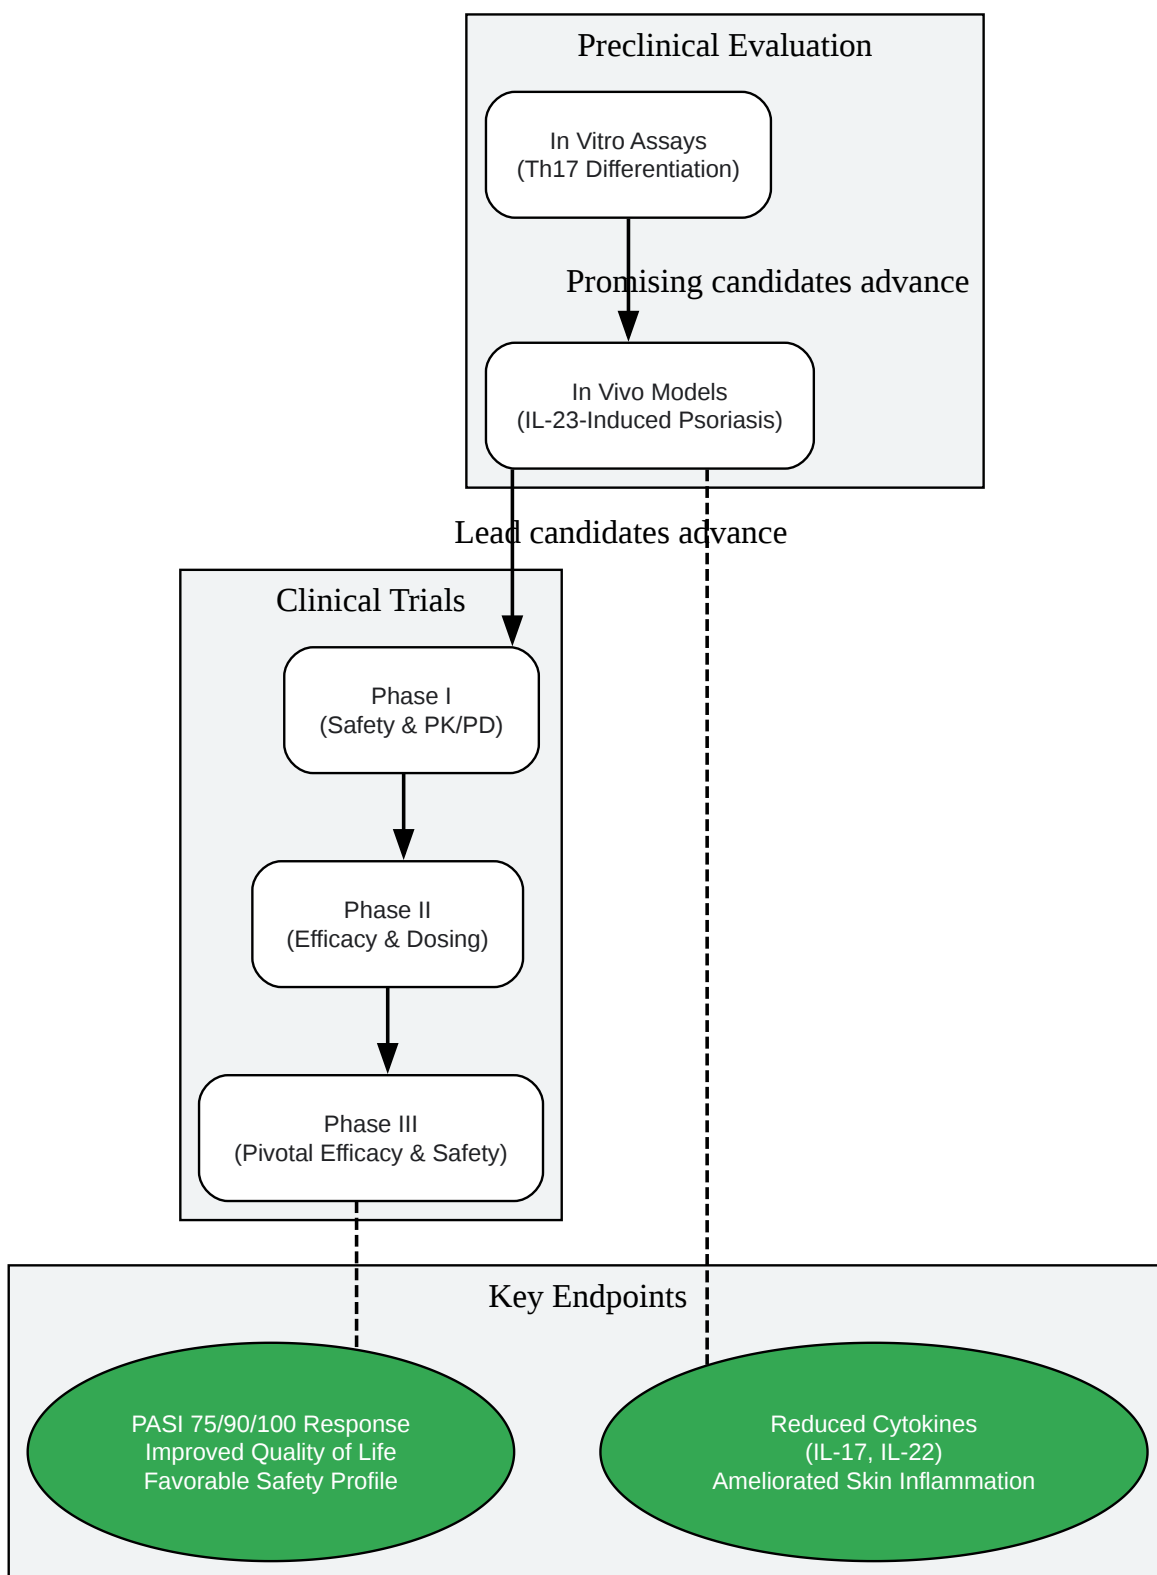 Preclinical Evaluation
In Vitro Assays
(Th17 Differentiation)
Promising candidates advance
In Vivo Models
(IL-23-Induced Psoriasis)
Lead candidates advance
Clinical Trials
Phase I
(Safety & PK/PD)
Phase II
(Efficacy & Dosing)
Phase III
(Pivotal Efficacy & Safety)
Key Endpoints
PASI 75/90/100 Response
Improved Quality of Life
Favorable Safety Profile
Reduced Cytokines
(IL-17, IL-22)
Ameliorated Skin Inflammation